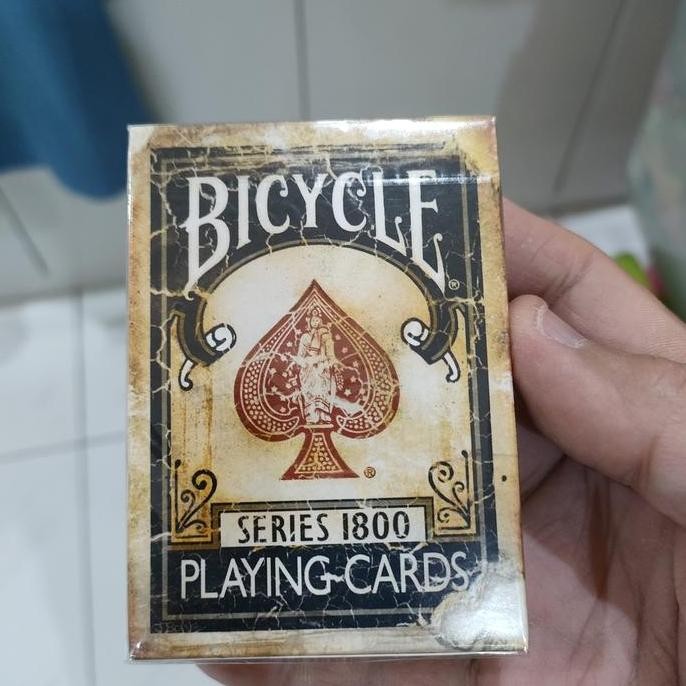 BICYCLE®
®
SERIES 1800
PLAYING CARDS